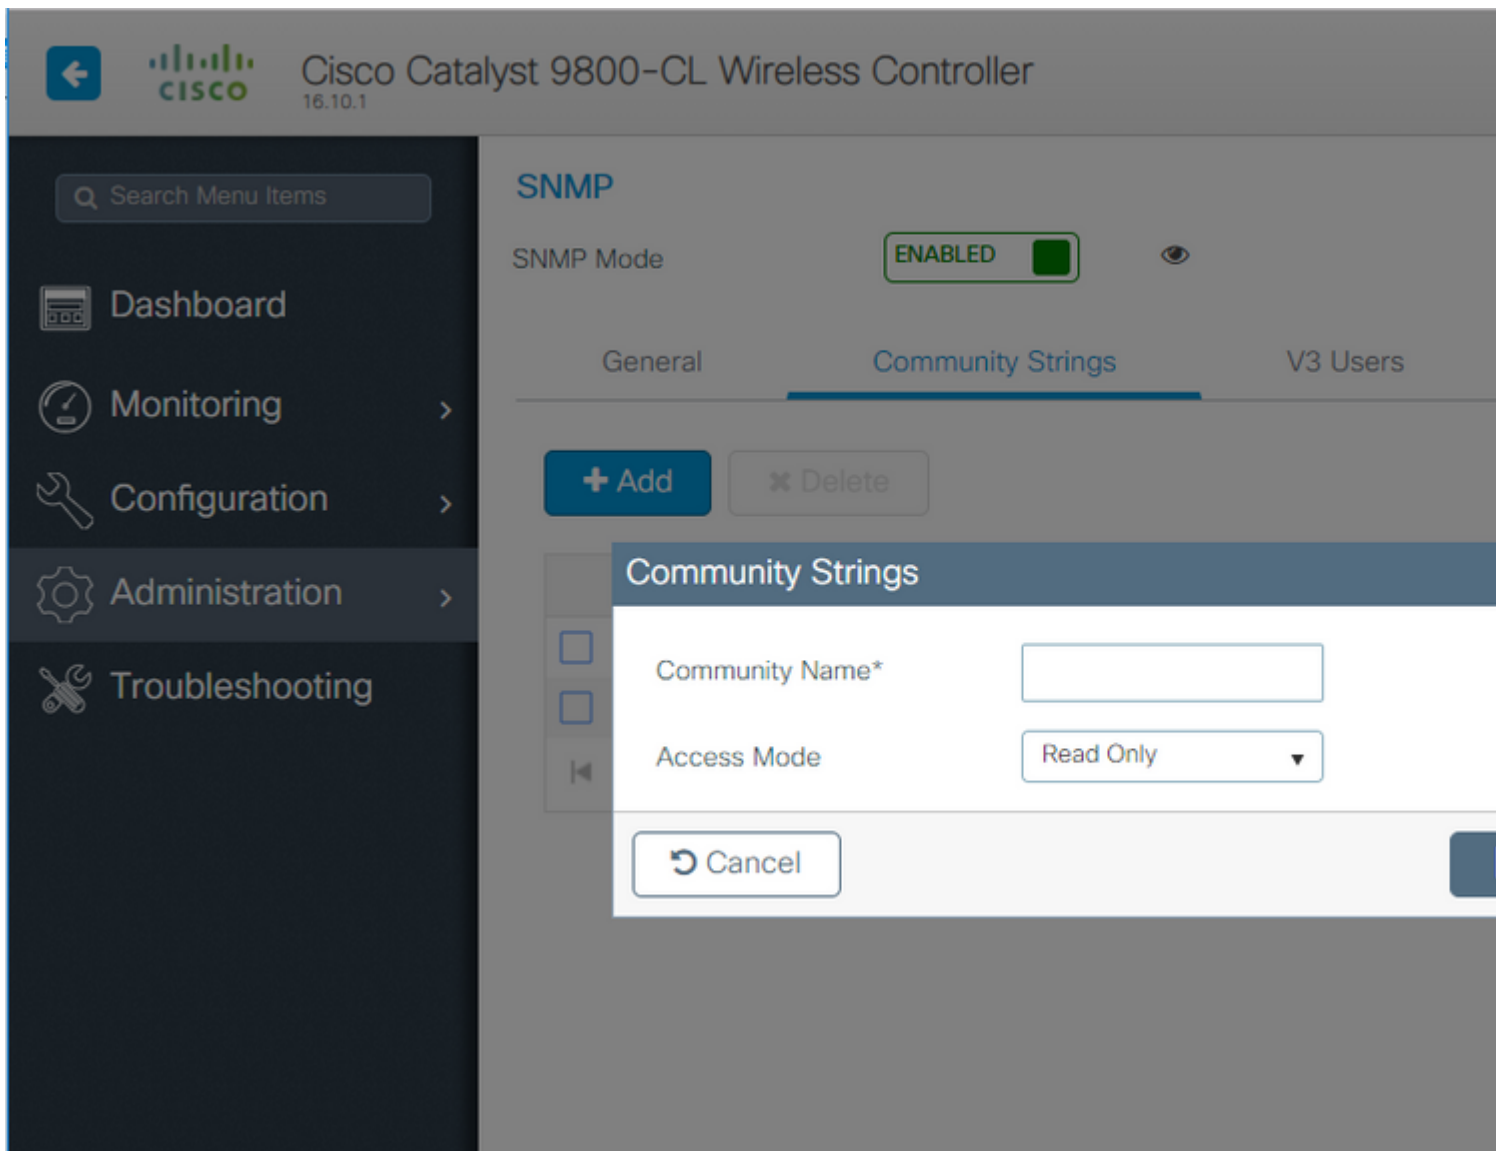 CISCO
Cisco Catalyst 9800-CL Wireless Controller
16.10.1
Search Menu Items
Dashboard
Monitoring
Configuration
Administration
Troubleshooting
SNMP
SNMP Mode
ENABLED
General
Community Strings
V3 Users
Add
Delete
Community Strings
Community Name*
Access Mode
Read Only
Cancel